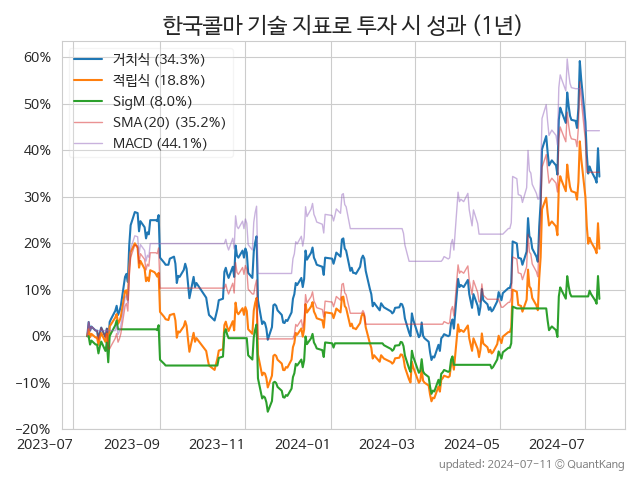 한국콜마 기술 지표로 투자 시 성과 (1년)
60%
50%
40%
30%
20%
10%
0%
−10%
−20%
거치식 (34.3%)
적립식 (18.8%)
SigM (8.0%)
SMA(20) (35.2%)
MACD (44.1%)
2023-07 2023-09 2023-11 2024-01 2024-03 2024-05 2024-07
updated: 2024-07-11 © QuantKang